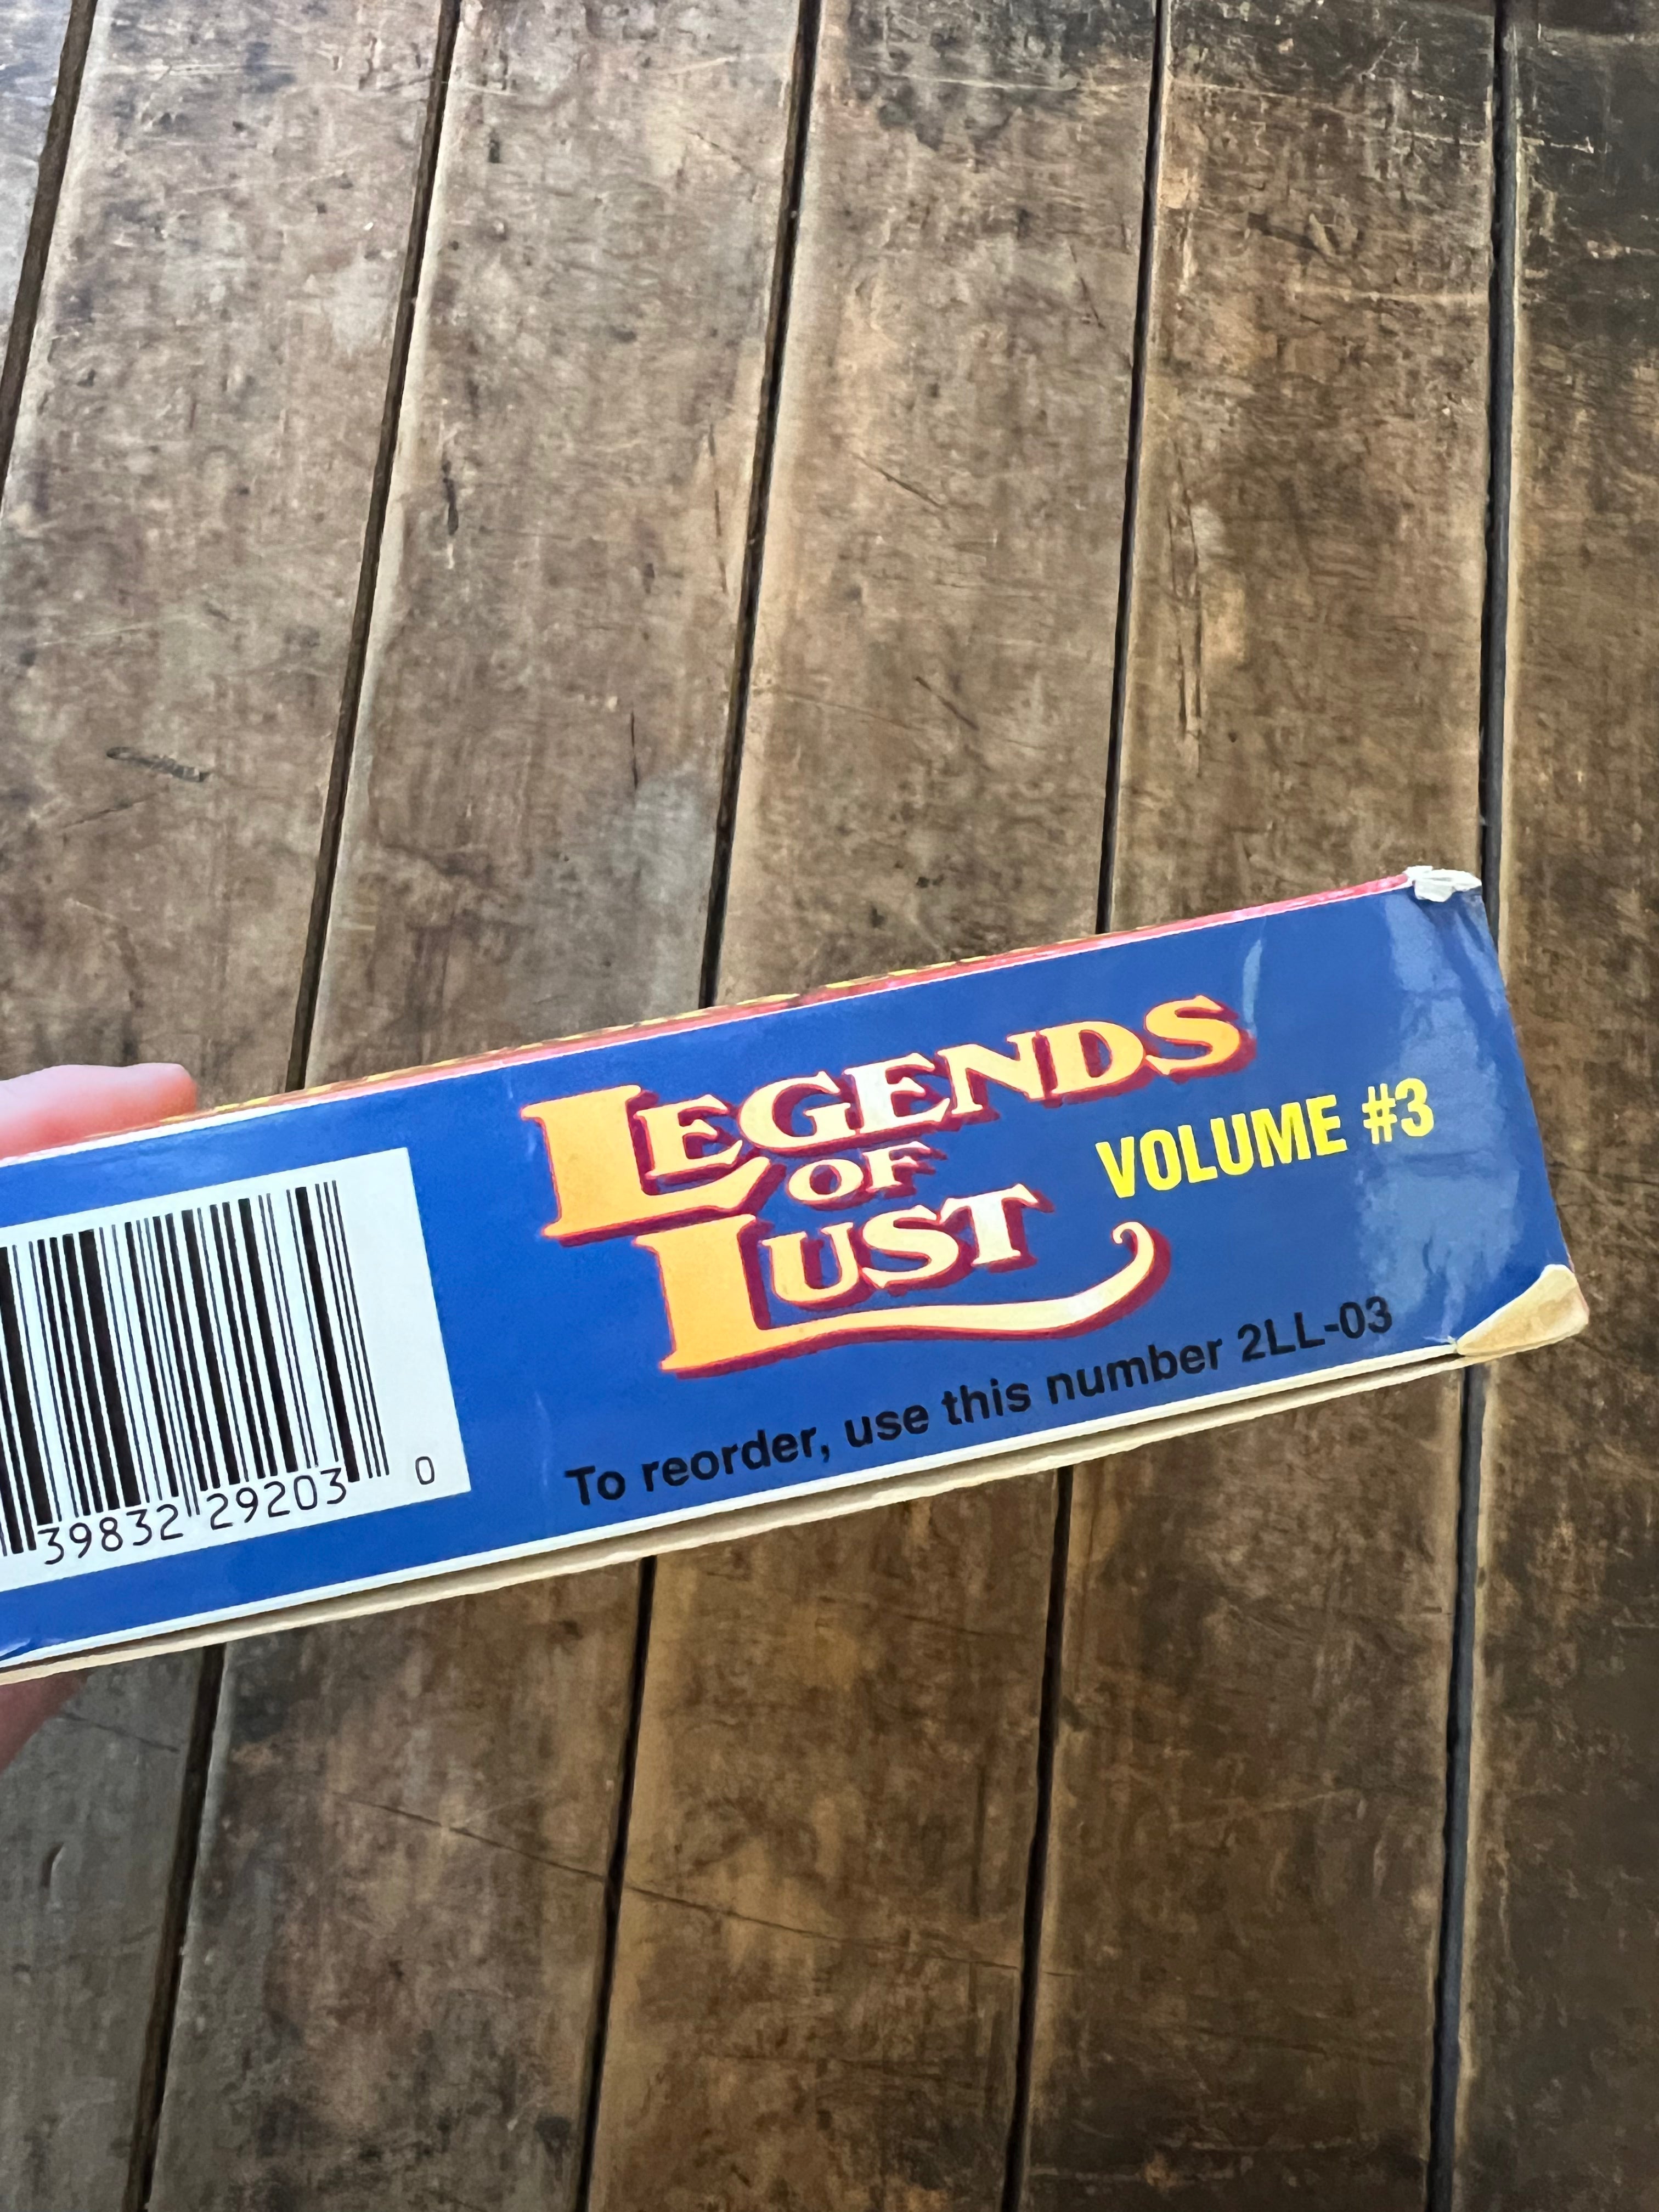 LEGENDS
OF
LUST
VOLUME #3
To reorder, use this number 2LL-03
39832 29203 0